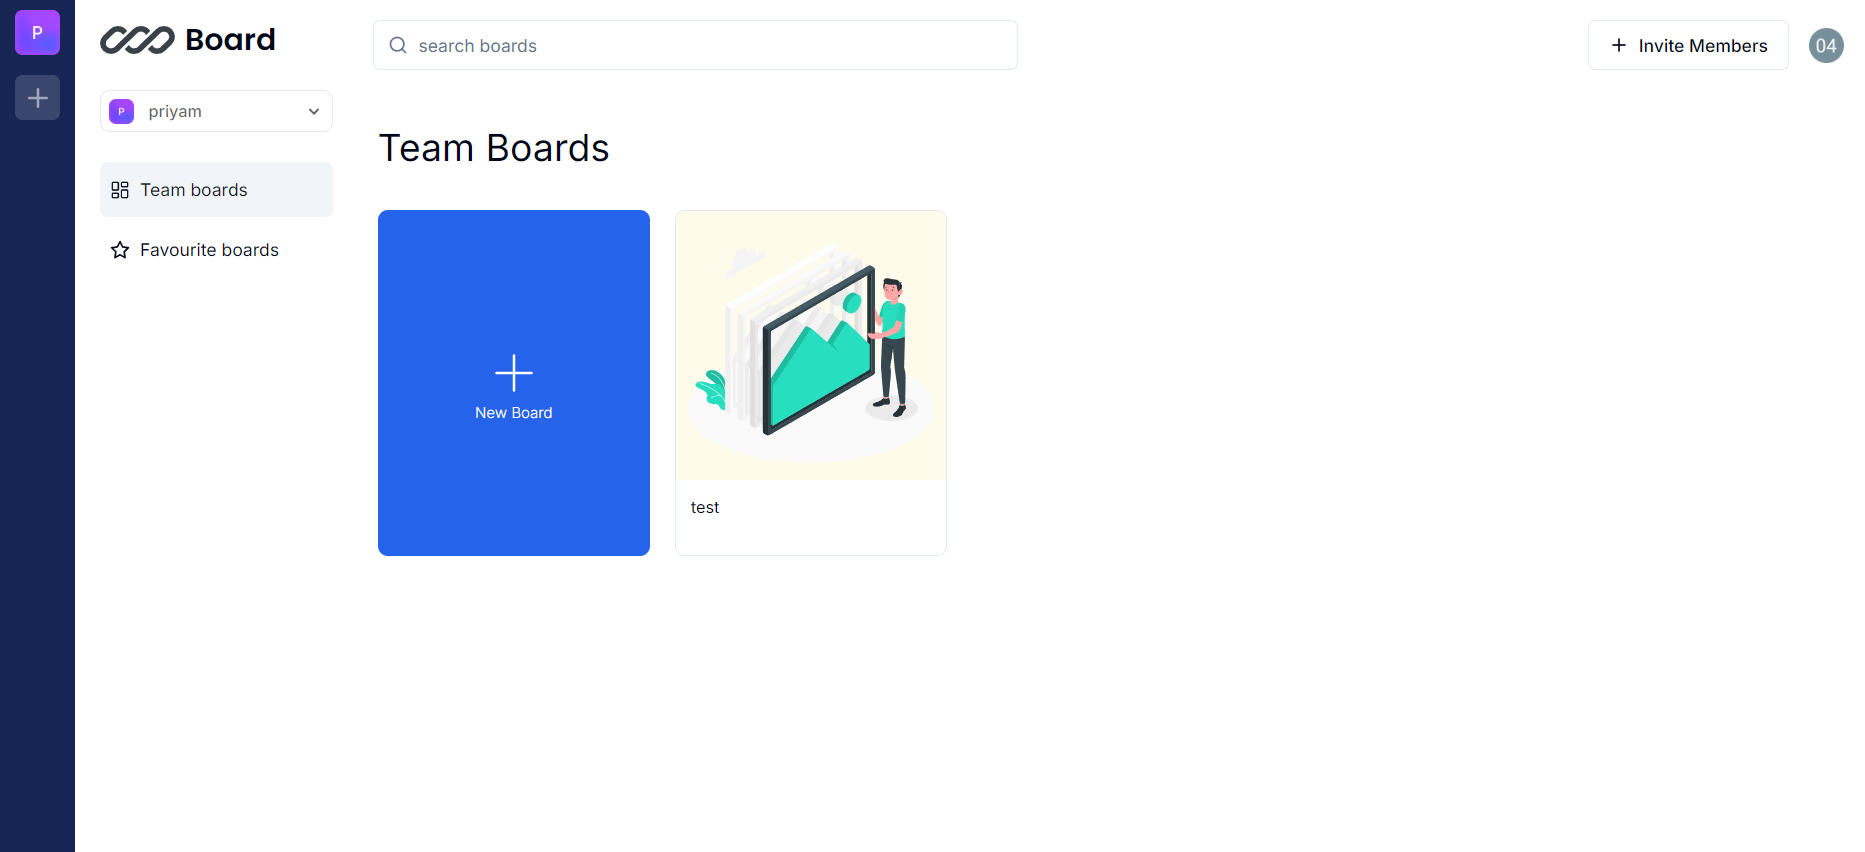 P
Board
search boards
Invite Members
04
P
priyam
Team boards
Favourite boards
Team Boards
New Board
test